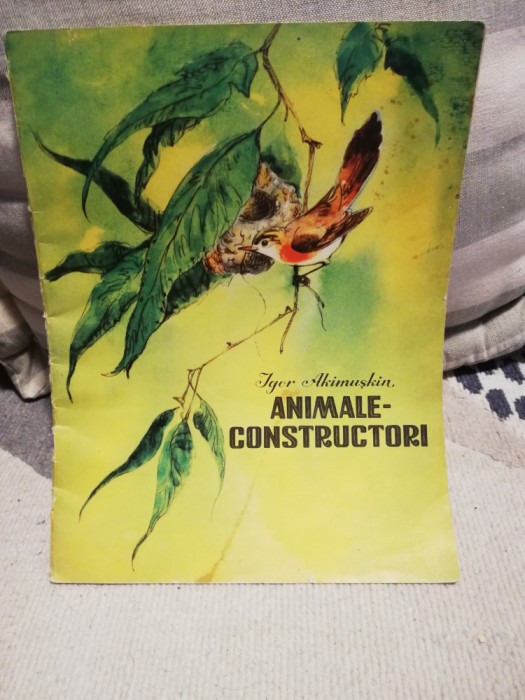 Igor Akimuşkin,
ANIMALE-
CONSTRUCTORI